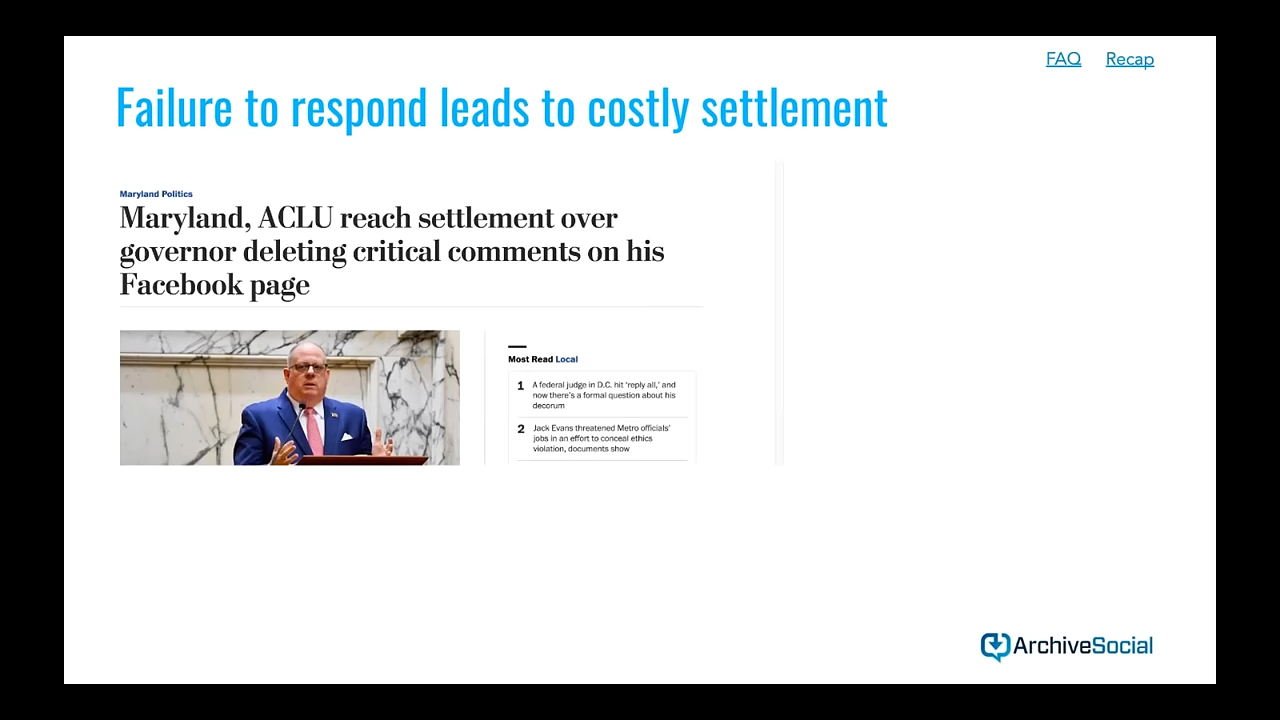 FAQ Recap
Failure to respond leads to costly settlement
Maryland Politics
Maryland, ACLU reach settlement over
governor deleting critical comments on his
Facebook page
Most Read Local
1 A federal judge in D.C. hit ‘reply all,’ and
now there’s a formal question about his
decorum
2 Jack Evans threatened Metro officials’
jobs in an effort to conceal ethics
violation, documents show
ArchiveSocial